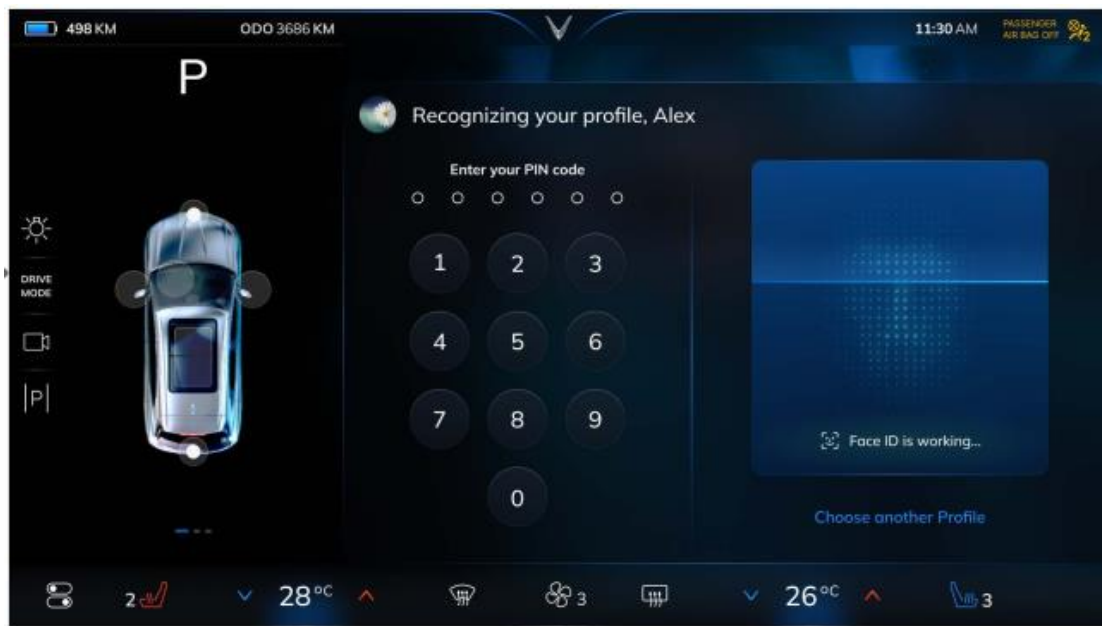 498 KM
ODO 3686 KM
11:30 AM
PASSENGER
AIR BAG OFF
2
P
Recognizing your profile, Alex
Enter your PIN code
1 2 3
DRIVE
MODE
4 5 6
P
7 8 9
Face ID is working...
0
Choose another Profile
2
28°C
3
26°C
3